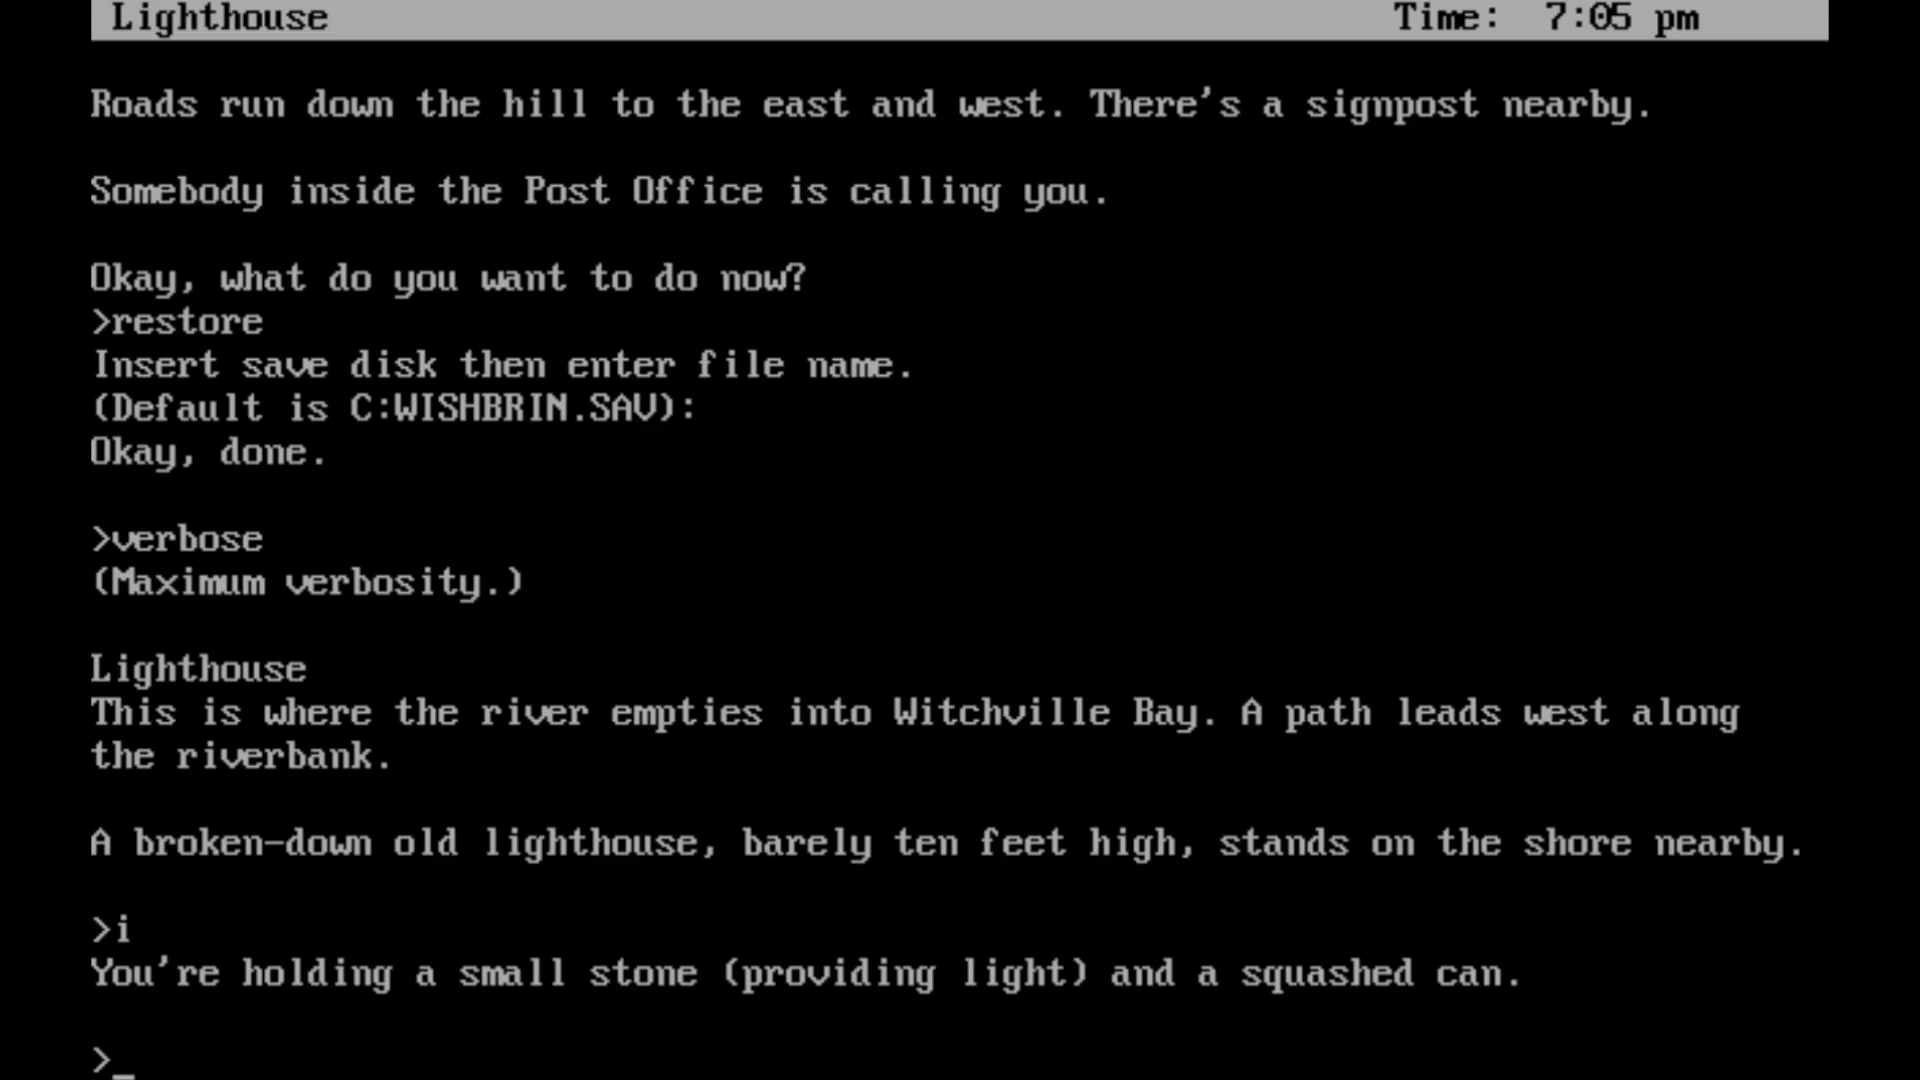 Lighthouse Time: 7:05 pm
Roads run down the hill to the east and west. There's a signpost nearby.
Somebody inside the Post Office is calling you.
Okay, what do you want to do now?
>restore
Insert save disk then enter file name.
(Default is C:WISHBRIN.SAV):
Okay, done.
>verbose
(Maximum verbosity.)
Lighthouse
This is where the river empties into Witchville Bay. A path leads west along
the riverbank.
A broken-down old lighthouse, barely ten feet high, stands on the shore nearby.
>i
You're holding a small stone (providing light) and a squashed can.
>_